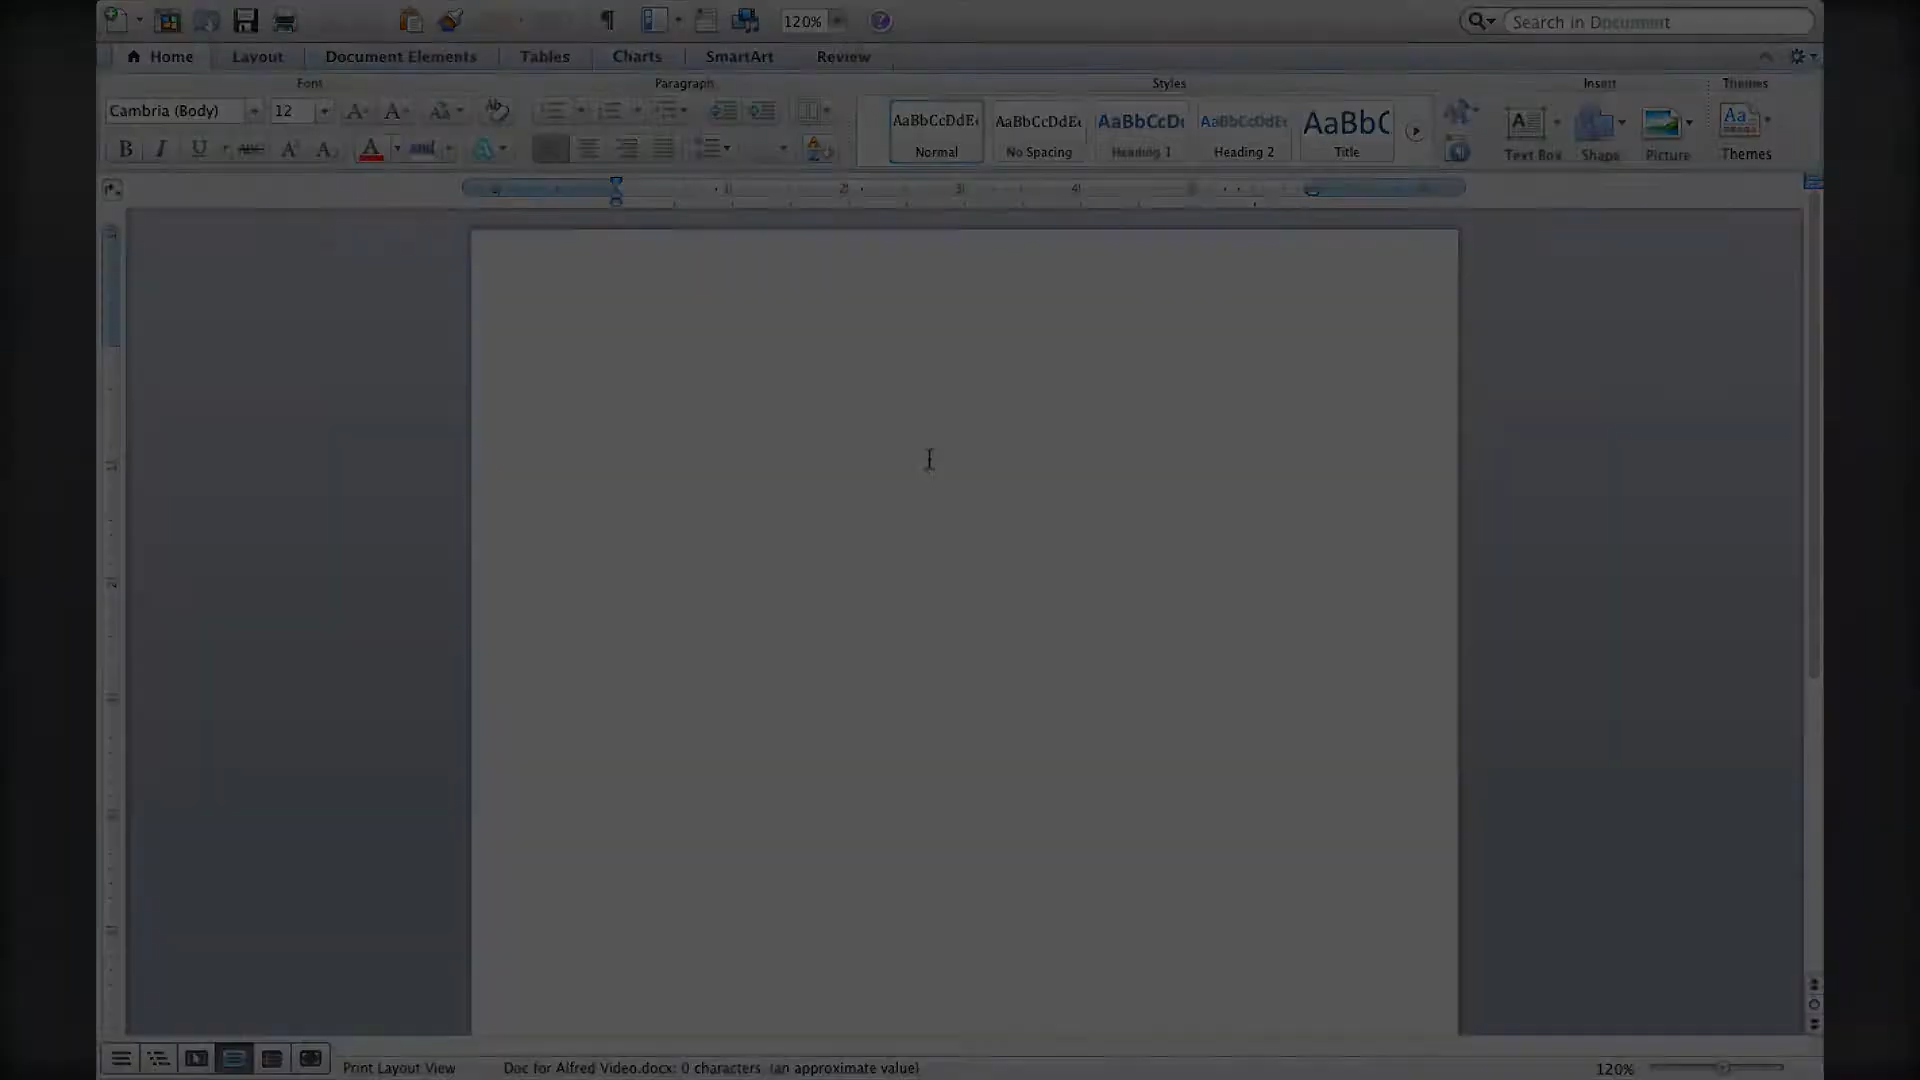 120%
Search in Document
Home Layout Document Elements Tables Charts SmartArt Review
Font Paragraph Styles Insert Themes
Cambria (Body) 12
AaBbCcDdE AaBbCcDdE AaBbCcD AaBbCcDdE AaBbC
Normal No Spacing Heading 1 Heading 2 Title
Text Box Shape Picture Themes
Print Layout View Doc for Alfred Video.docx: 0 characters (an approximate value) 120%